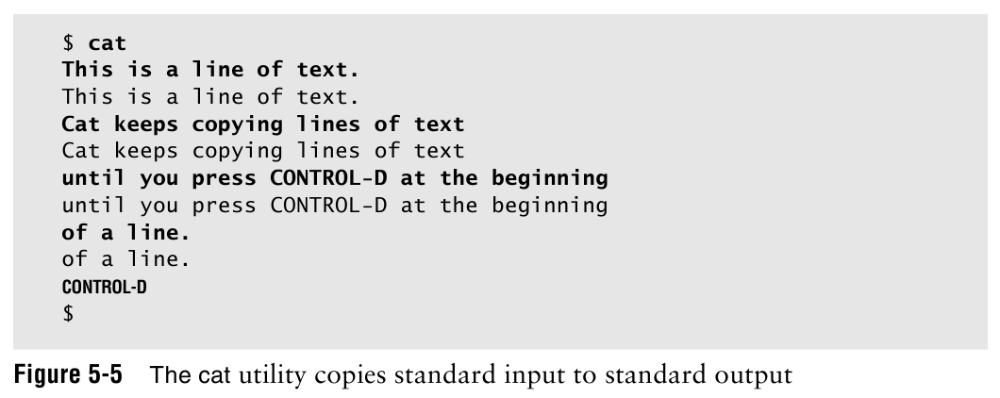 $ cat
This is a line of text.
This is a line of text.
Cat keeps copying lines of text
Cat keeps copying lines of text
until you press CONTROL-D at the beginning
until you press CONTROL-D at the beginning
of a line.
of a line.
CONTROL-D
$
Figure 5-5 The cat utility copies standard input to standard output